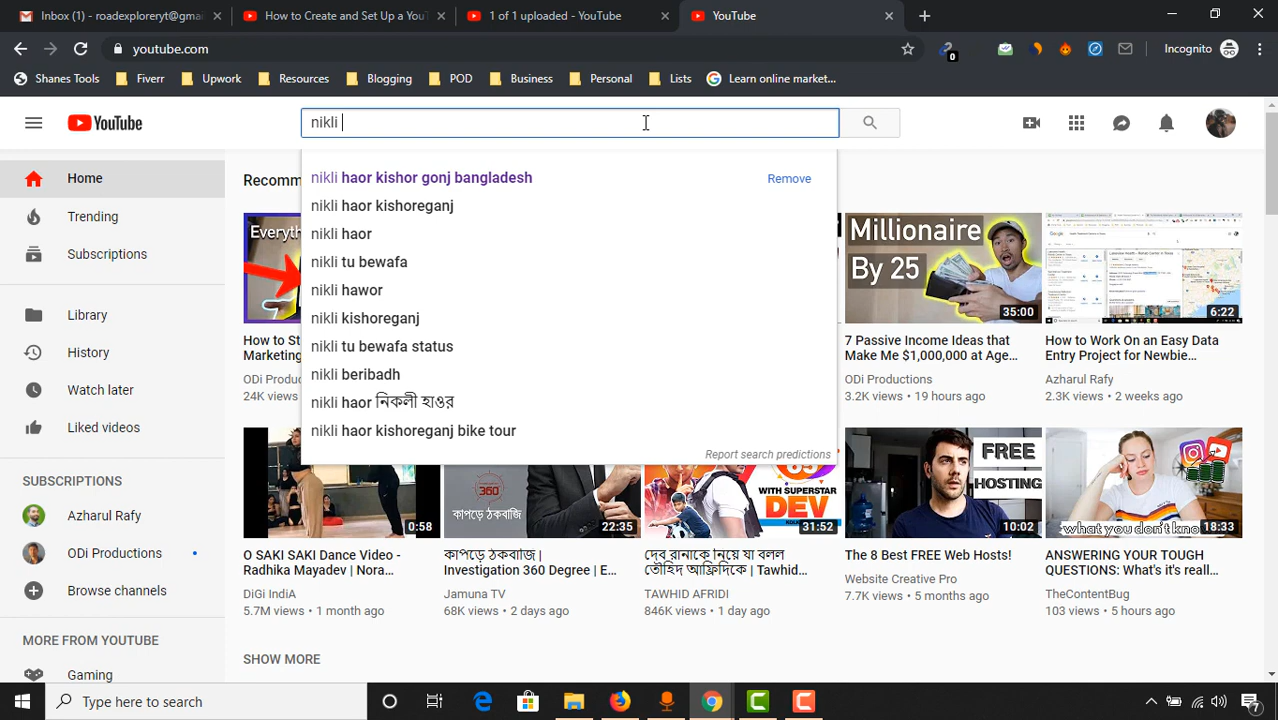 Inbox (1) - roadexploreryt@gma
How to Create and Set Up a YouT
1 of 1 uploaded - YouTube
YouTube
youtube.com
0
Incognito
Shanes Tools
Fiverr
Upwork
Resources
Blogging
POD
Business
Personal
Lists
Learn online market...
YouTube
nikli
Home
Trending
Subscriptions
Library
History
Watch later
Liked videos
SUBSCRIPTIONS
Azharul Rafy
ODi Productions
Browse channels
MORE FROM YOUTUBE
Gaming
Recomm
nikli haor kishor gonj bangladesh
Remove
nikli haor kishoreganj
nikli haor
nikli tu bewafa
nikli hawor
nikli kishoreganj
nikli tu bewafa status
nikli beribadh
nikli haor নিকলী হাওর
nikli haor kishoreganj bike tour
Report search predictions
Everyth
How to St
Marketing
ODi Produc
24K views
Millionaire
By 25
35:00
7 Passive Income Ideas that
Make Me $1,000,000 at Age...
ODi Productions
3.2K views • 19 hours ago
6:22
How to Work On an Easy Data
Entry Project for Newbie...
Azharul Rafy
2.3K views • 2 weeks ago
0:58
O SAKI SAKI Dance Video -
Radhika Mayadev | Nora...
DiGi IndiA
5.7M views • 1 month ago
360
কাপড়ে ঠকবাজি
22:35
কাপড়ে ঠকবাজি |
Investigation 360 Degree | E...
Jamuna TV
68K views • 2 days ago
WITH SUPERSTAR
DEV
31:52
দেব রানাকে নিয়ে যা বলল
তৌহিদ আফ্রিদিকে | Tawhid...
TAWHID AFRIDI
846K views • 1 day ago
FREE
HOSTING
10:02
The 8 Best FREE Web Hosts!
Website Creative Pro
7.7K views • 5 months ago
what you don't know
18:33
ANSWERING YOUR TOUGH
QUESTIONS: What's it's reall...
TheContentBug
103 views • 5 hours ago
SHOW MORE
Type here to search
7